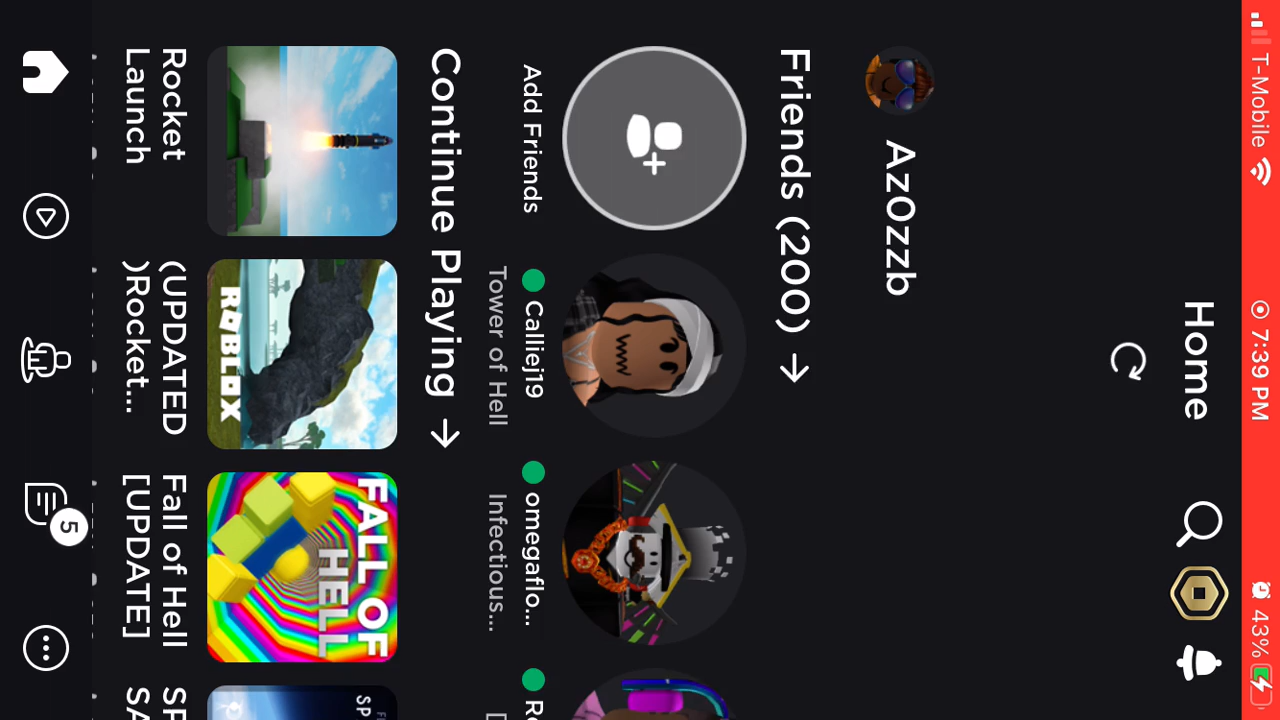 T-Mobile 7:39 PM 43%
Home
AzOzzb
Friends (200) →
Add Friends
Calliej19
Tower of Hell
omegaflo...
Infectious...
Continue Playing →
ROBLOX
FALL OF
HELL
SP
Rocket
Launch
(UPDATED
)Rocket...
Fall of Hell
[UPDATE]
5